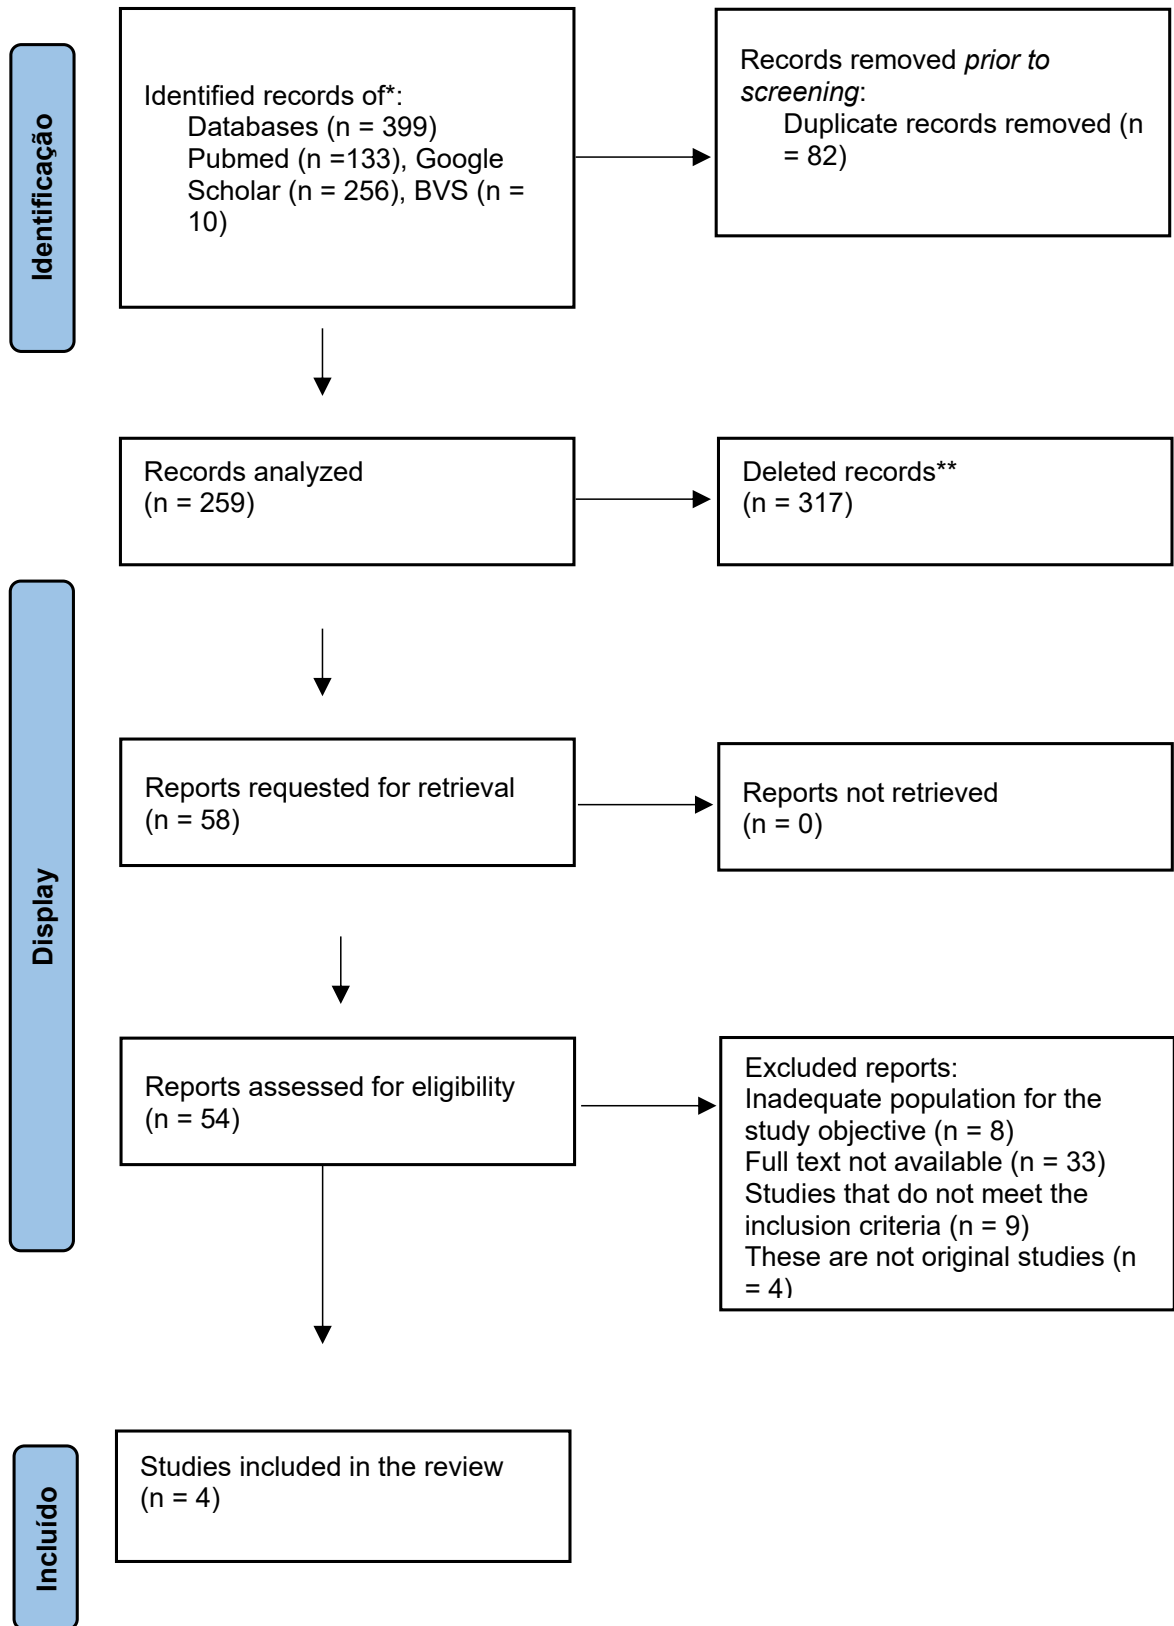 Identificação
Identified records of*:
Databases (n = 399)
Pubmed (n =133), Google
Scholar (n = 256), BVS (n =
10)
Records removed prior to
screening:
Duplicate records removed (n
= 82)
Records analyzed
(n = 259)
Deleted records**
(n = 317)
Display
Reports requested for retrieval
(n = 58)
Reports not retrieved
(n = 0)
Reports assessed for eligibility
(n = 54)
Excluded reports:
Inadequate population for the
study objective (n = 8)
Full text not available (n = 33)
Studies that do not meet the
inclusion criteria (n = 9)
These are not original studies (n
= 4)
Incluído
Studies included in the review
(n = 4)